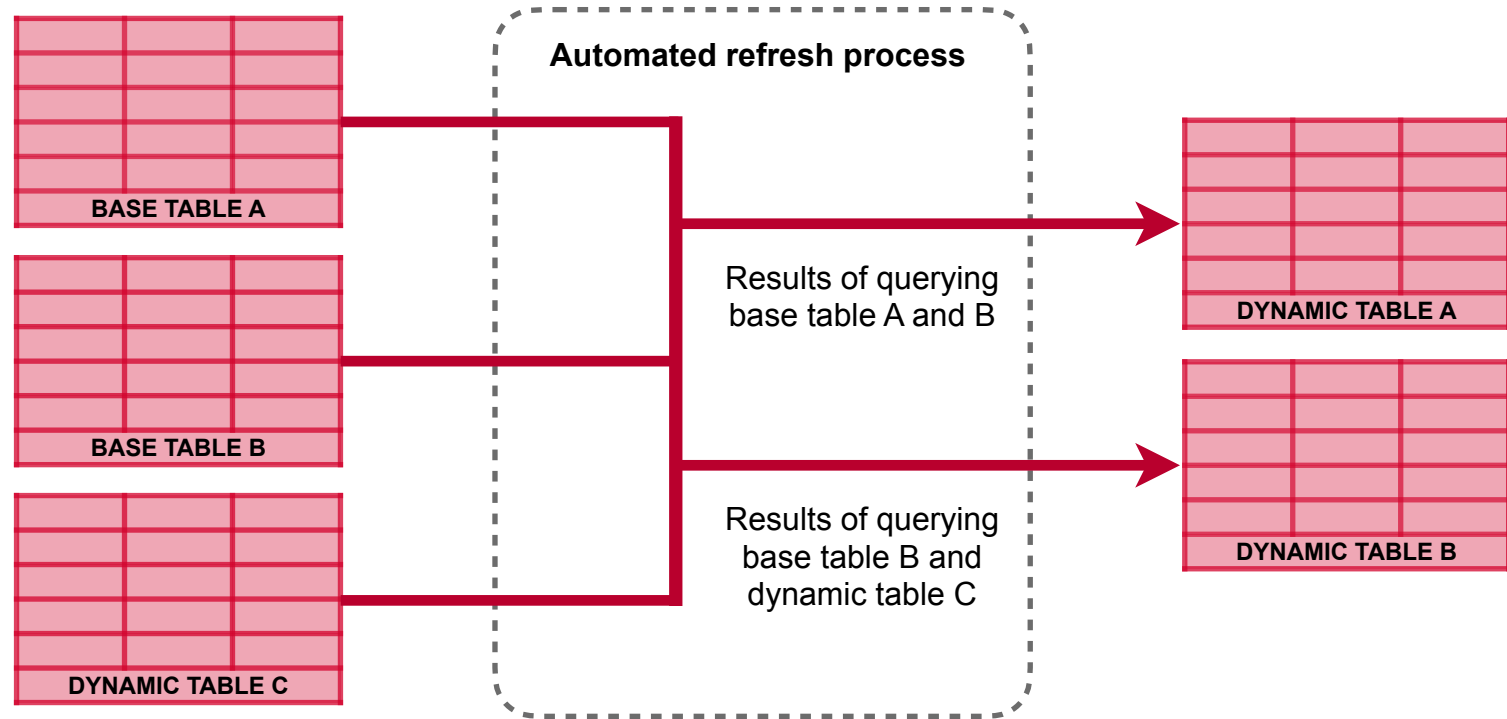 Automated refresh process
BASE TABLE A
BASE TABLE B
DYNAMIC TABLE C
Results of querying
base table A and B
Results of querying
base table B and
dynamic table C
DYNAMIC TABLE A
DYNAMIC TABLE B